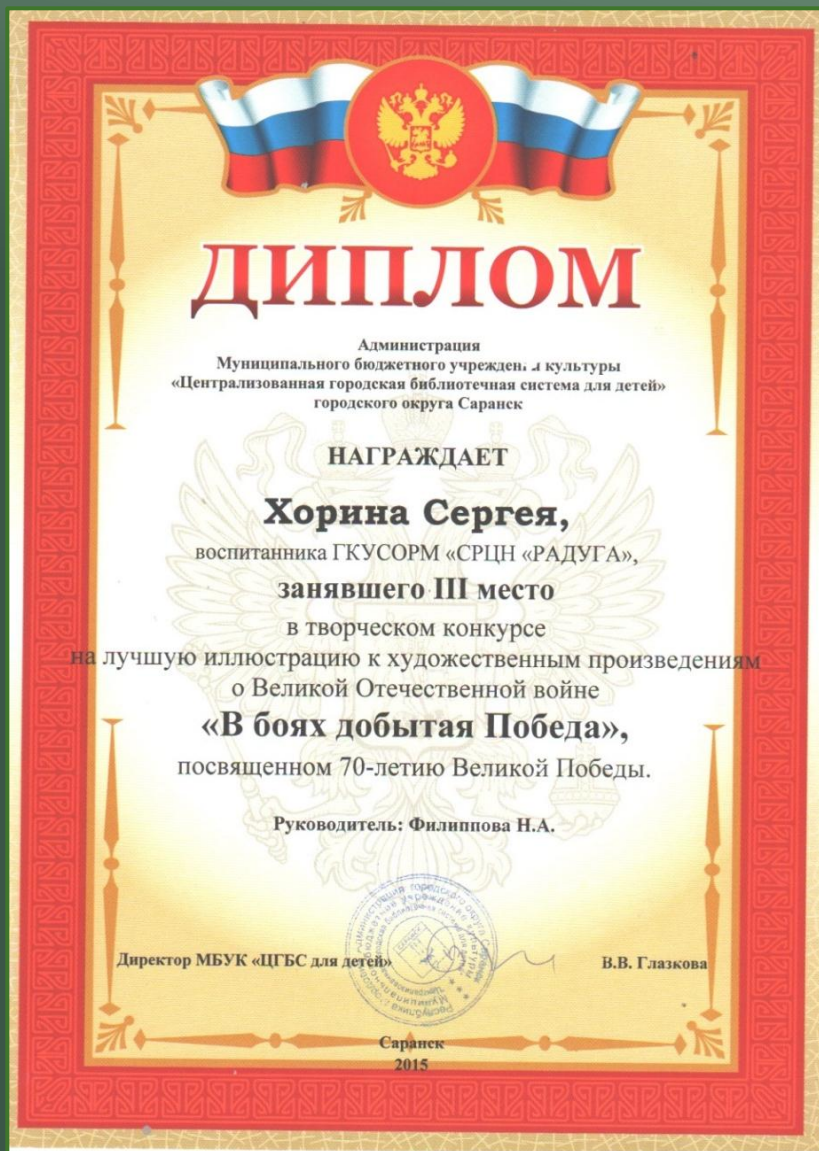 ДИПЛОМ
Администрация
Муниципального бюджетного учреждения культуры
«Централизованная городская библиотечная система для детей»
городского округа Саранск
НАГРАЖДАЕТ
Хорина Сергея,
воспитанника ГКУСОРМ «СРЦН «РАДУГА»,
занявшего III место
в творческом конкурсе
на лучшую иллюстрацию к художественным произведениям
о Великой Отечественной войне
«В боях добытая Победа»,
посвященном 70-летию Великой Победы.
Руководитель: Филиппова Н.А.
Директор МБУК «ЦГБС для детей»
В.В. Глазкова
Саранск
2015